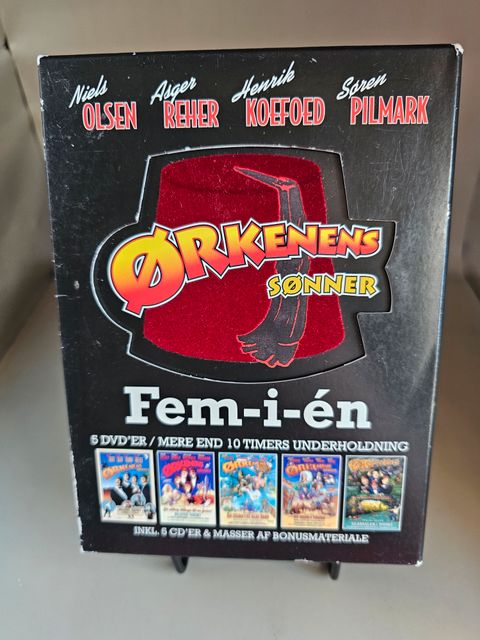 Niels OLSEN Asger REHER Henrik KOEFOED Søren PILMARK
ØRKENENS
SØNNER
Fem-i-én
5 DVD'ER / MERE END 10 TIMERS UNDERHOLDNING
INKL. 5 CD'ER & MASSER AF BONUSMATERIALE